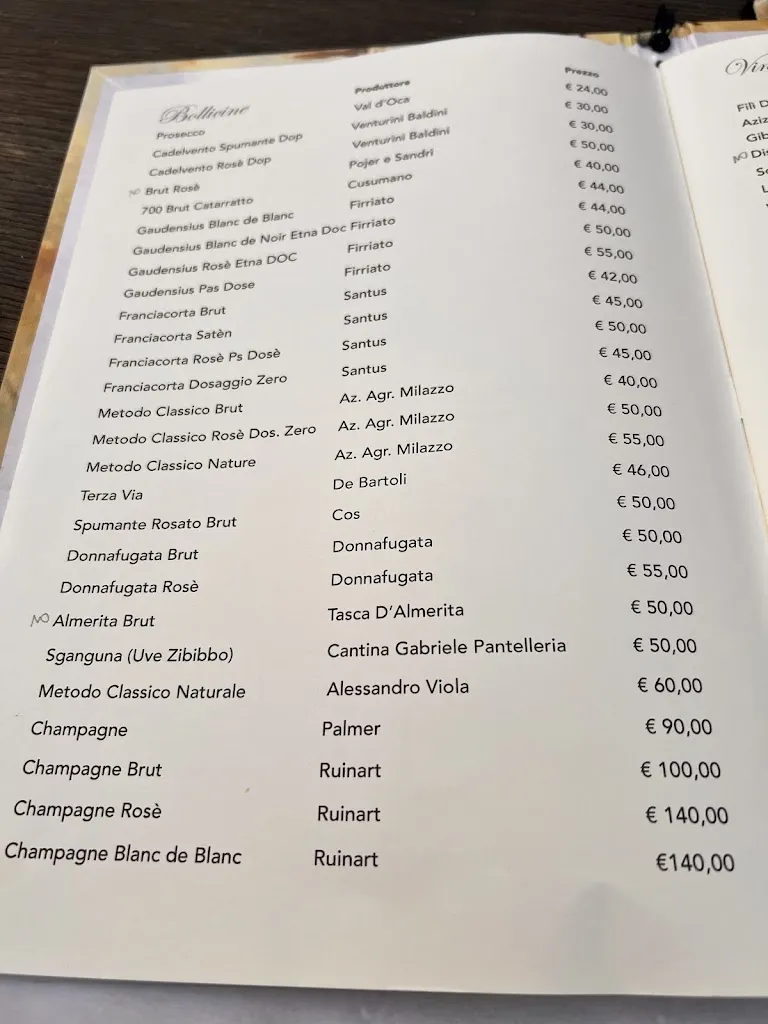 Bollicine Produttore Prezzo
Prosecco Val d'Oca € 24,00
Cadelvento Spumante Dop Venturini Baldini € 30,00
Cadelvento Rosè Dop Venturini Baldini € 30,00
NO Brut Rosè Pojer e Sandri € 50,00
700 Brut Catarratto Cusumano € 40,00
Gaudensius Blanc de Blanc Firriato € 44,00
Gaudensius Blanc de Noir Etna Doc Firriato € 44,00
Gaudensius Rosè Etna DOC Firriato € 50,00
Gaudensius Pas Dose Firriato € 55,00
Franciacorta Brut Santus € 42,00
Franciacorta Satèn Santus € 45,00
Franciacorta Rosè Ps Dosè Santus € 50,00
Franciacorta Dosaggio Zero Santus € 45,00
Metodo Classico Brut Az. Agr. Milazzo € 40,00
Metodo Classico Rosè Dos. Zero Az. Agr. Milazzo € 50,00
Metodo Classico Nature Az. Agr. Milazzo € 55,00
Terza Via De Bartoli € 46,00
Spumante Rosato Brut Cos € 50,00
Donnafugata Brut Donnafugata € 50,00
Donnafugata Rosè Donnafugata € 55,00
NO Almerita Brut Tasca D'Almerita € 50,00
Sganguna (Uve Zibibbo) Cantina Gabriele Pantelleria € 50,00
Metodo Classico Naturale Alessandro Viola € 60,00
Champagne Palmer € 90,00
Champagne Brut Ruinart € 100,00
Champagne Rosè Ruinart € 140,00
Champagne Blanc de Blanc Ruinart €140,00